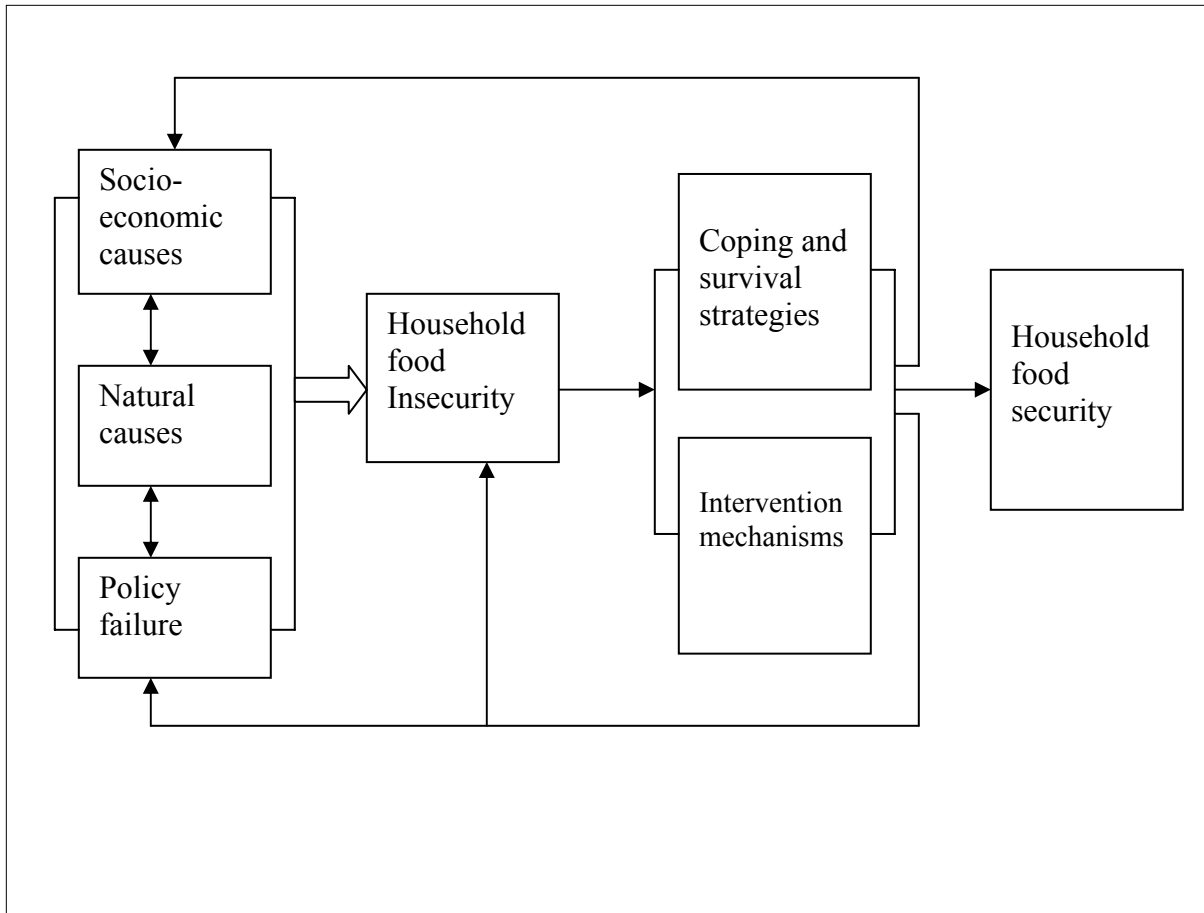 Socio-
economic
causes
Natural
causes
Policy
failure
Household
food
Insecurity
Coping and
survival
strategies
Intervention
mechanisms
Household
food
security